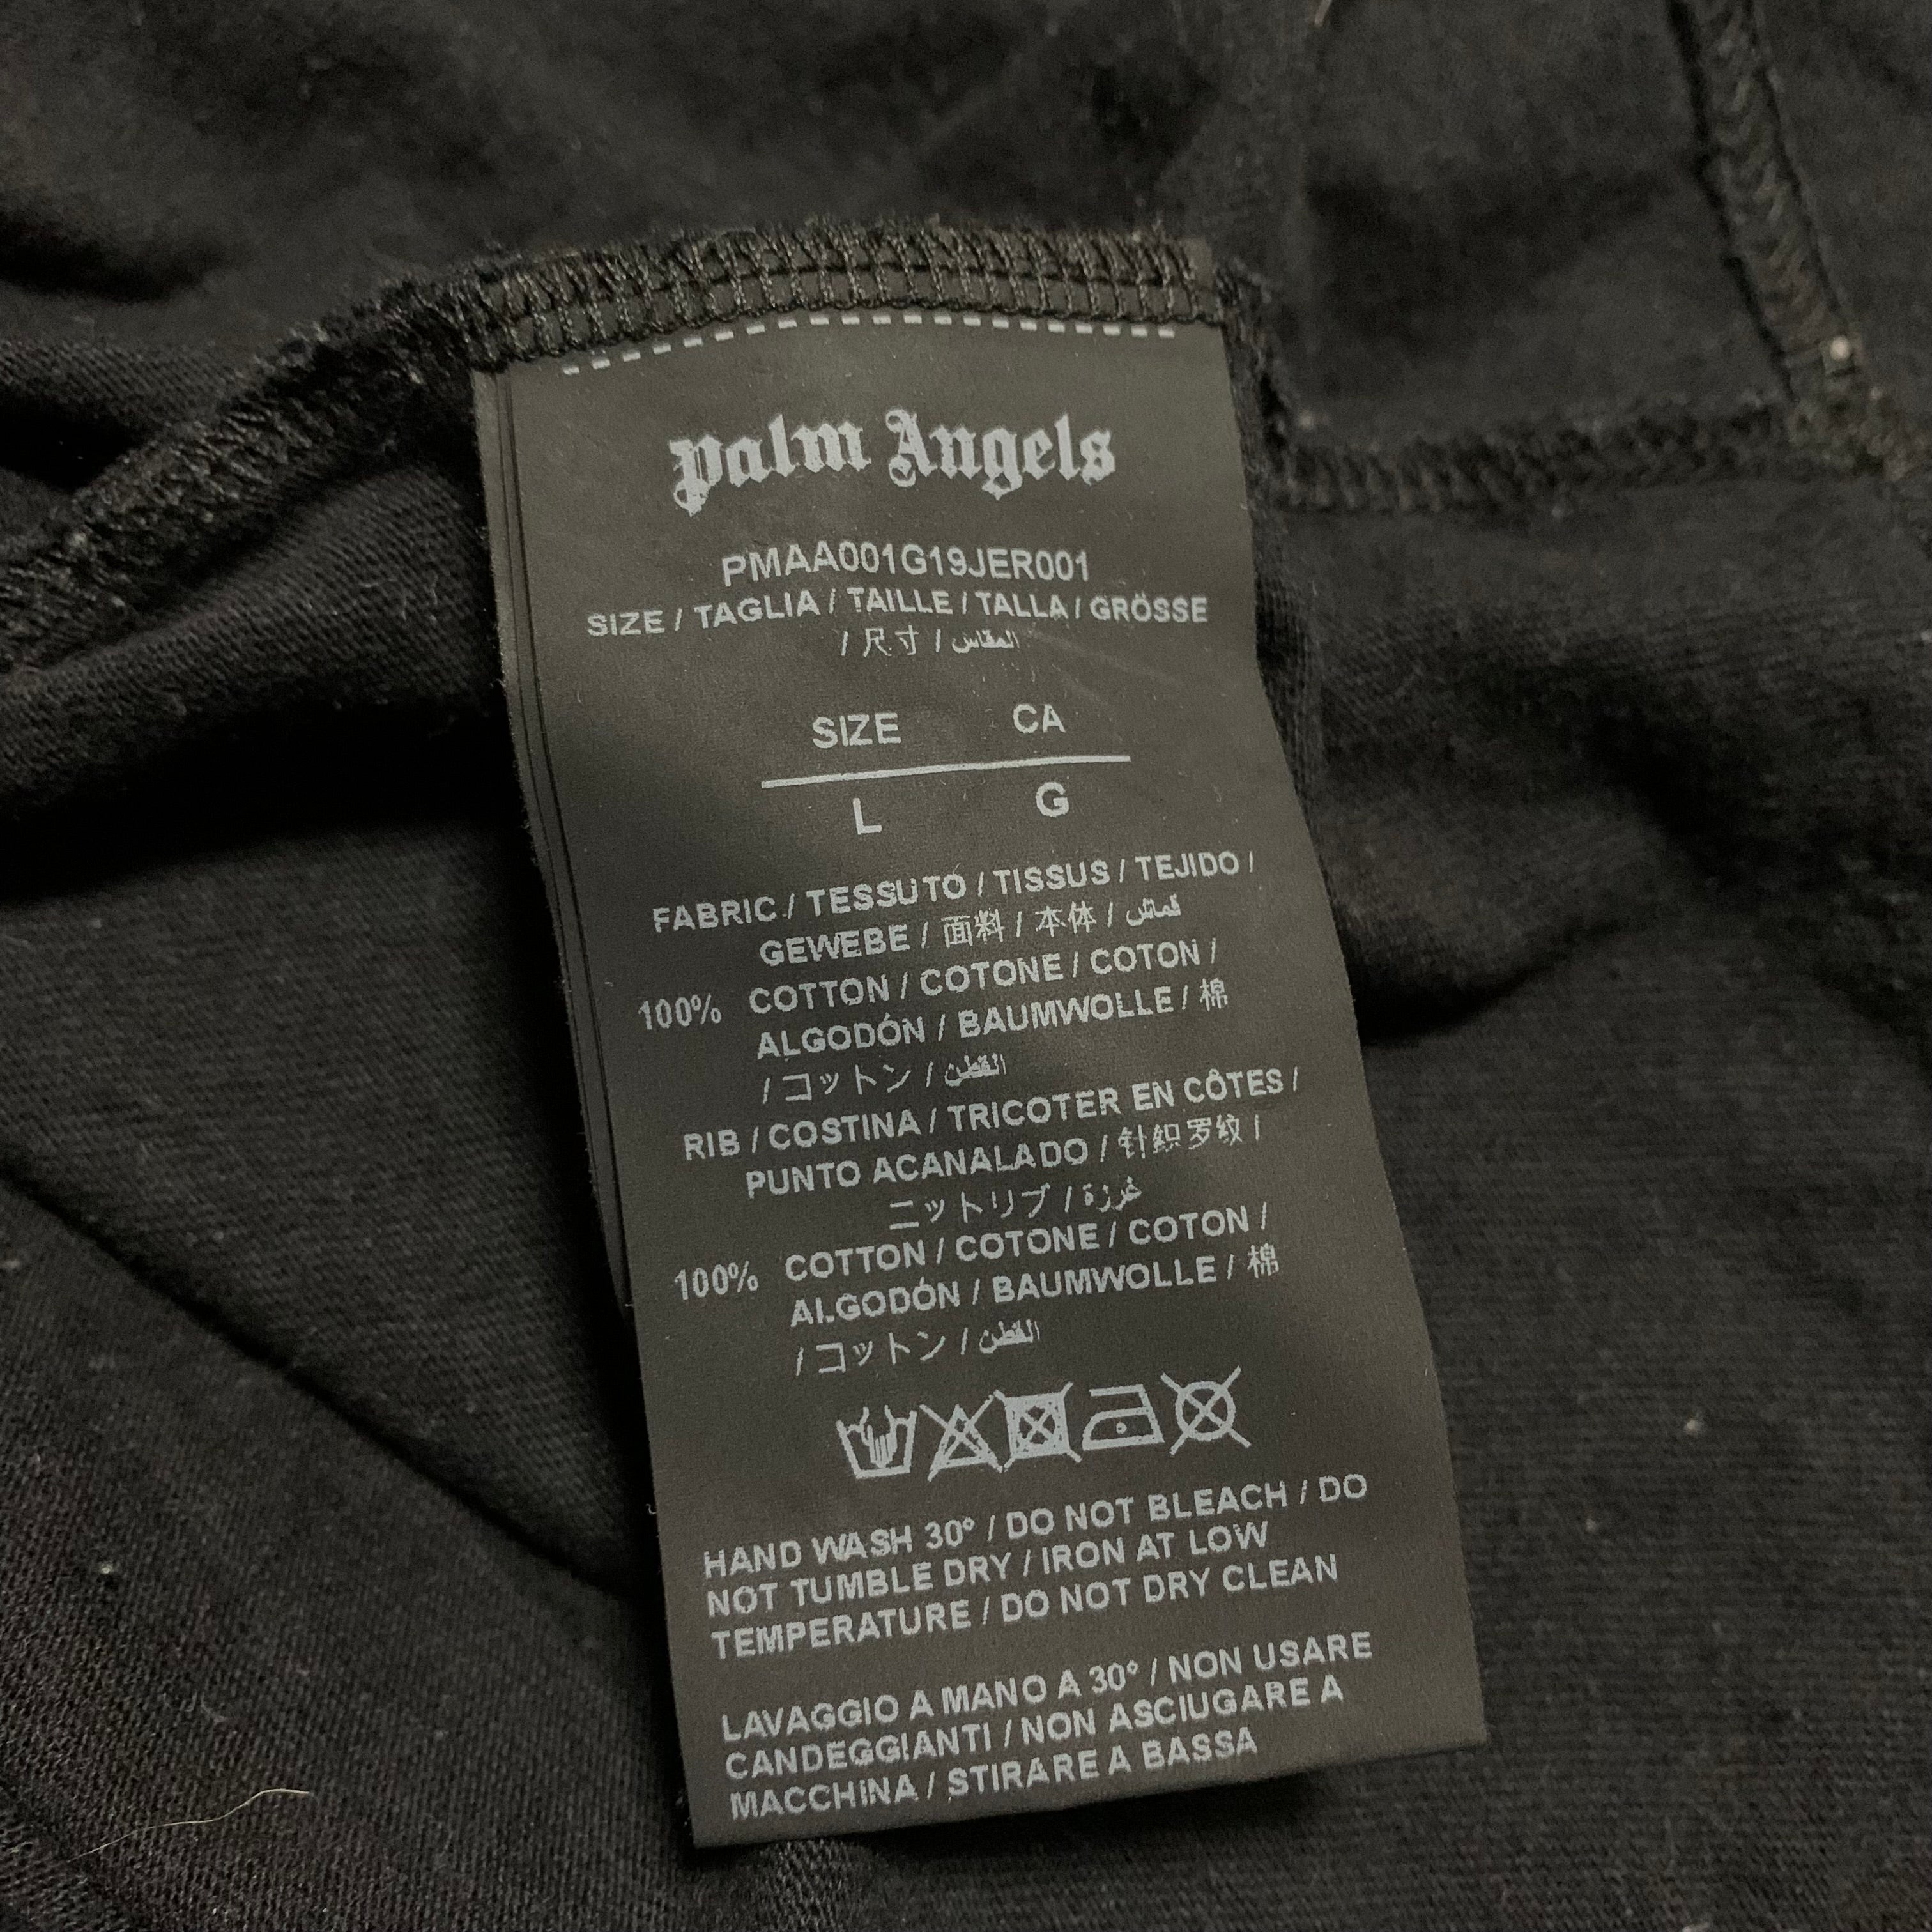 Palm Angels
PMAA001G19JER001
SIZE / TAGLIA / TAILLE / TALLA / GRÖSSE
/ 尺寸 / المقاس
SIZE CA
L G
FABRIC / TESSUTO / TISSUS / TEJIDO /
GEWEBE / 面料 / 本体 / قماش
100% COTTON / COTONE / COTON /
ALGODÓN / BAUMWOLLE / 棉
/ コットン / القطن
RIB / COSTINA / TRICOTER EN CÔTES /
PUNTO ACANALADO / 针织罗纹 /
ニットリブ / غرزة
100% COTTON / COTONE / COTON /
ALGODÓN / BAUMWOLLE / 棉
/ コットン / القطن
HAND WASH 30° / DO NOT BLEACH / DO
NOT TUMBLE DRY / IRON AT LOW
TEMPERATURE / DO NOT DRY CLEAN
LAVAGGIO A MANO A 30° / NON USARE
CANDEGGIANTI / NON ASCIUGARE A
MACCHINA / STIRARE A BASSA